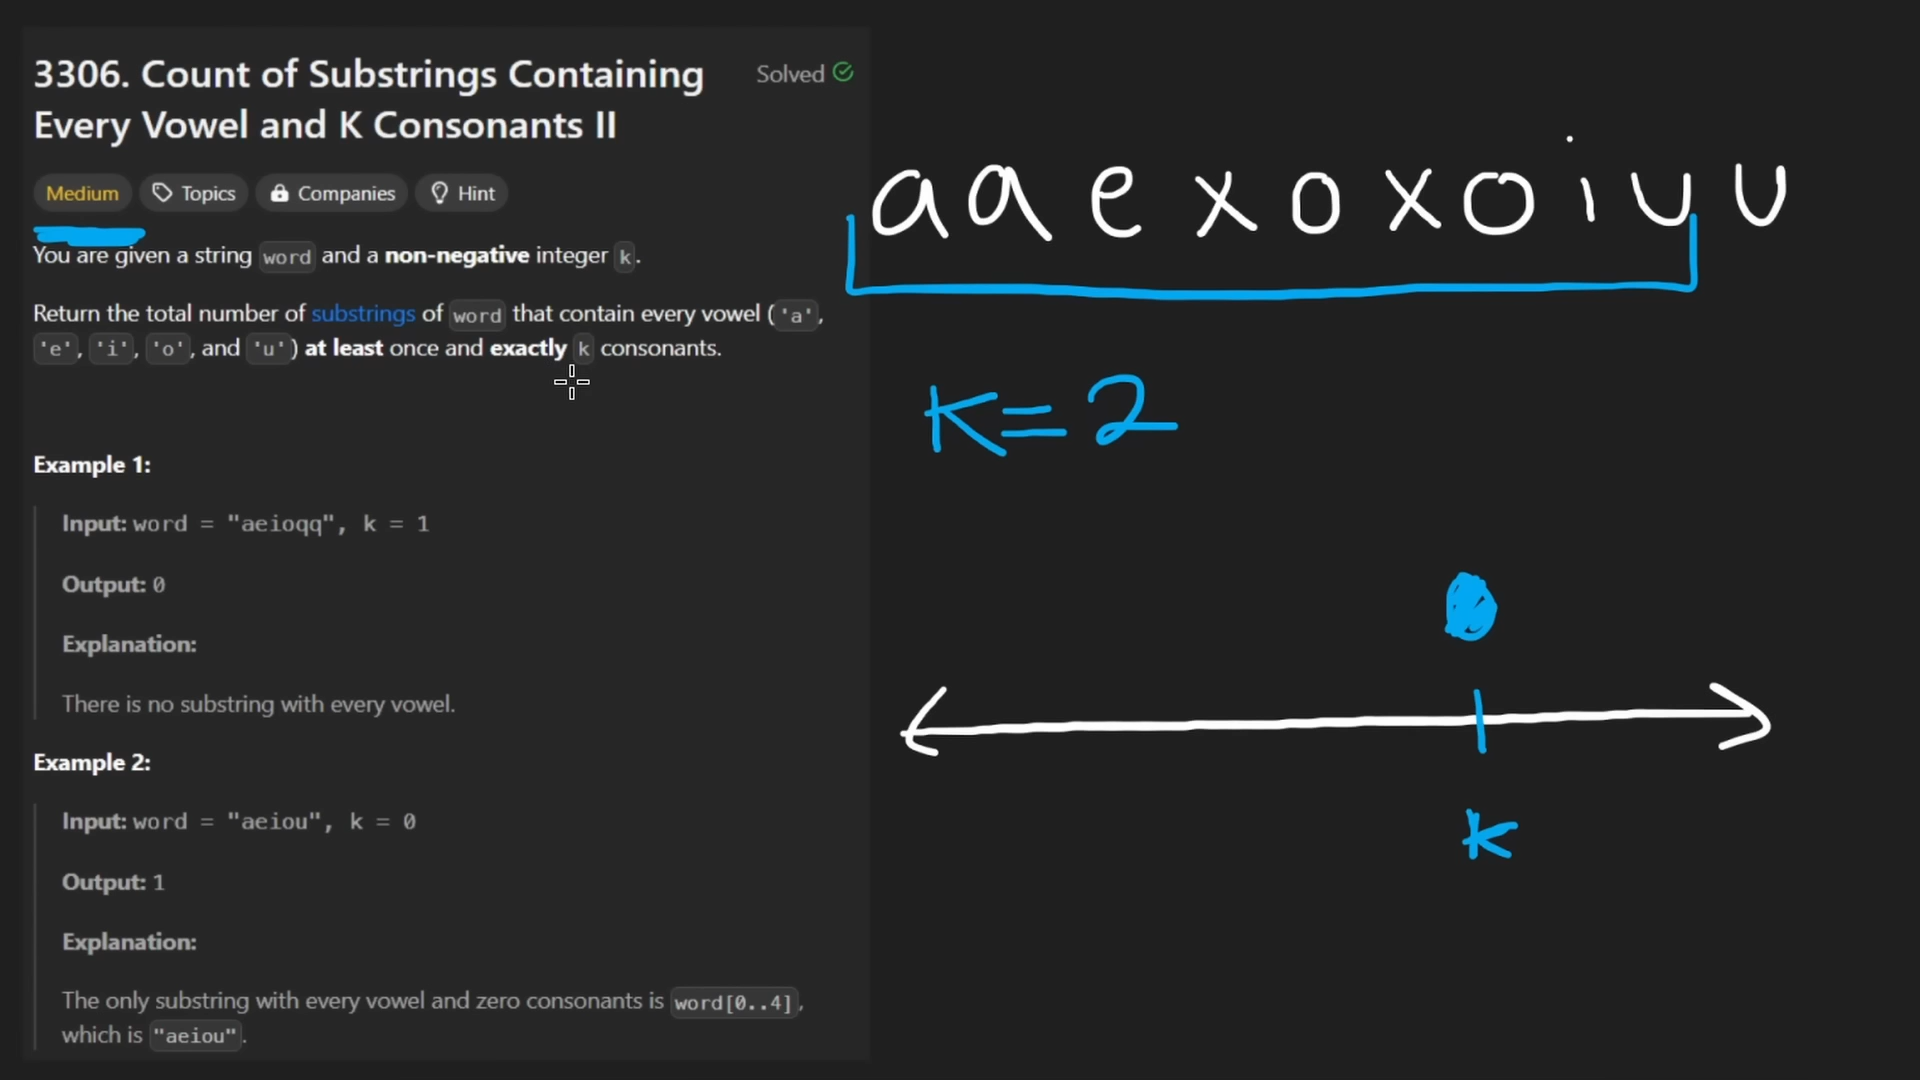 3306. Count of Substrings Containing
Every Vowel and K Consonants II
Solved
Medium Topics Companies Hint
You are given a string word and a non-negative integer k.
Return the total number of substrings of word that contain every vowel ('a',
'e', 'i', 'o', and 'u') at least once and exactly k consonants.
Example 1:
Input: word = "aeioqq", k = 1
Output: 0
Explanation:
There is no substring with every vowel.
Example 2:
Input: word = "aeiou", k = 0
Output: 1
Explanation:
The only substring with every vowel and zero consonants is word[0..4],
which is "aeiou".
a a e x o x o i u u
K = 2
k